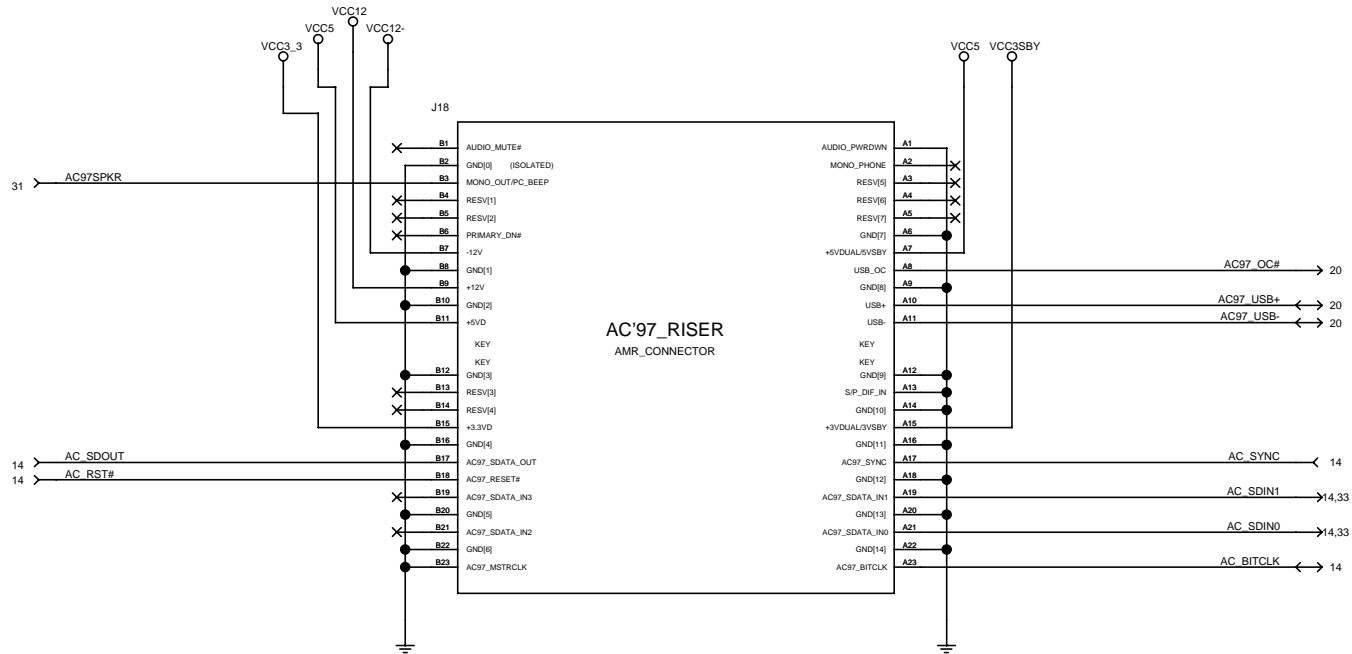 VCC12
VCC5 VCC12-
VCC3_3
VCC5 VCC3SBY
J18
B1 AUDIO_MUTE# AUDIO_PWRDWN A1
B2 GND[0] (ISOLATED) MONO_PHONE A2
31 AC97SPKR B3 MONO_OUT/PC_BEEP RESV[5] A3
B4 RESV[1] RESV[6] A4
B5 RESV[2] RESV[7] A5
B6 PRIMARY_DN# GND[7] A6
B7 -12V +5VDUAL/5VSBY A7
B8 GND[1] USB_OC A8 AC97_OC# 20
B9 +12V GND[8] A9
B10 GND[2] USB+ A10 AC97_USB+ 20
B11 +5VD USB- A11 AC97_USB- 20
AC'97_RISER
KEY KEY
AMR_CONNECTOR
KEY KEY
B12 GND[3] GND[9] A12
B13 RESV[3] S/P_DIF_IN A13
B14 RESV[4] GND[10] A14
B15 +3.3VD +3VDUAL/3VSBY A15
B16 GND[4] GND[11] A16
14 AC_SDOUT B17 AC97_SDATA_OUT AC97_SYNC A17 AC_SYNC 14
14 AC_RST# B18 AC97_RESET# GND[12] A18
B19 AC97_SDATA_IN3 AC97_SDATA_IN1 A19 AC_SDIN1 14,33
B20 GND[5] GND[13] A20
B21 AC97_SDATA_IN2 AC97_SDATA_IN0 A21 AC_SDIN0 14,33
B22 GND[6] GND[14] A22
B23 AC97_MSTRCLK AC97_BITCLK A23 AC_BITCLK 14